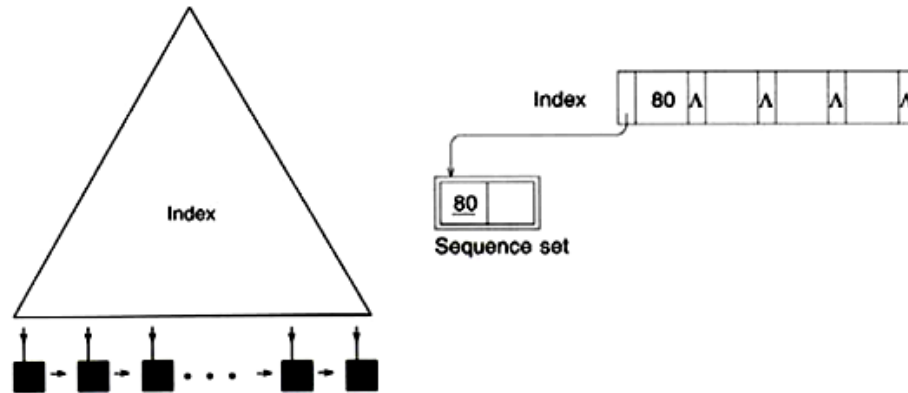 Index
Index 80 Λ Λ Λ Λ
80
Sequence set